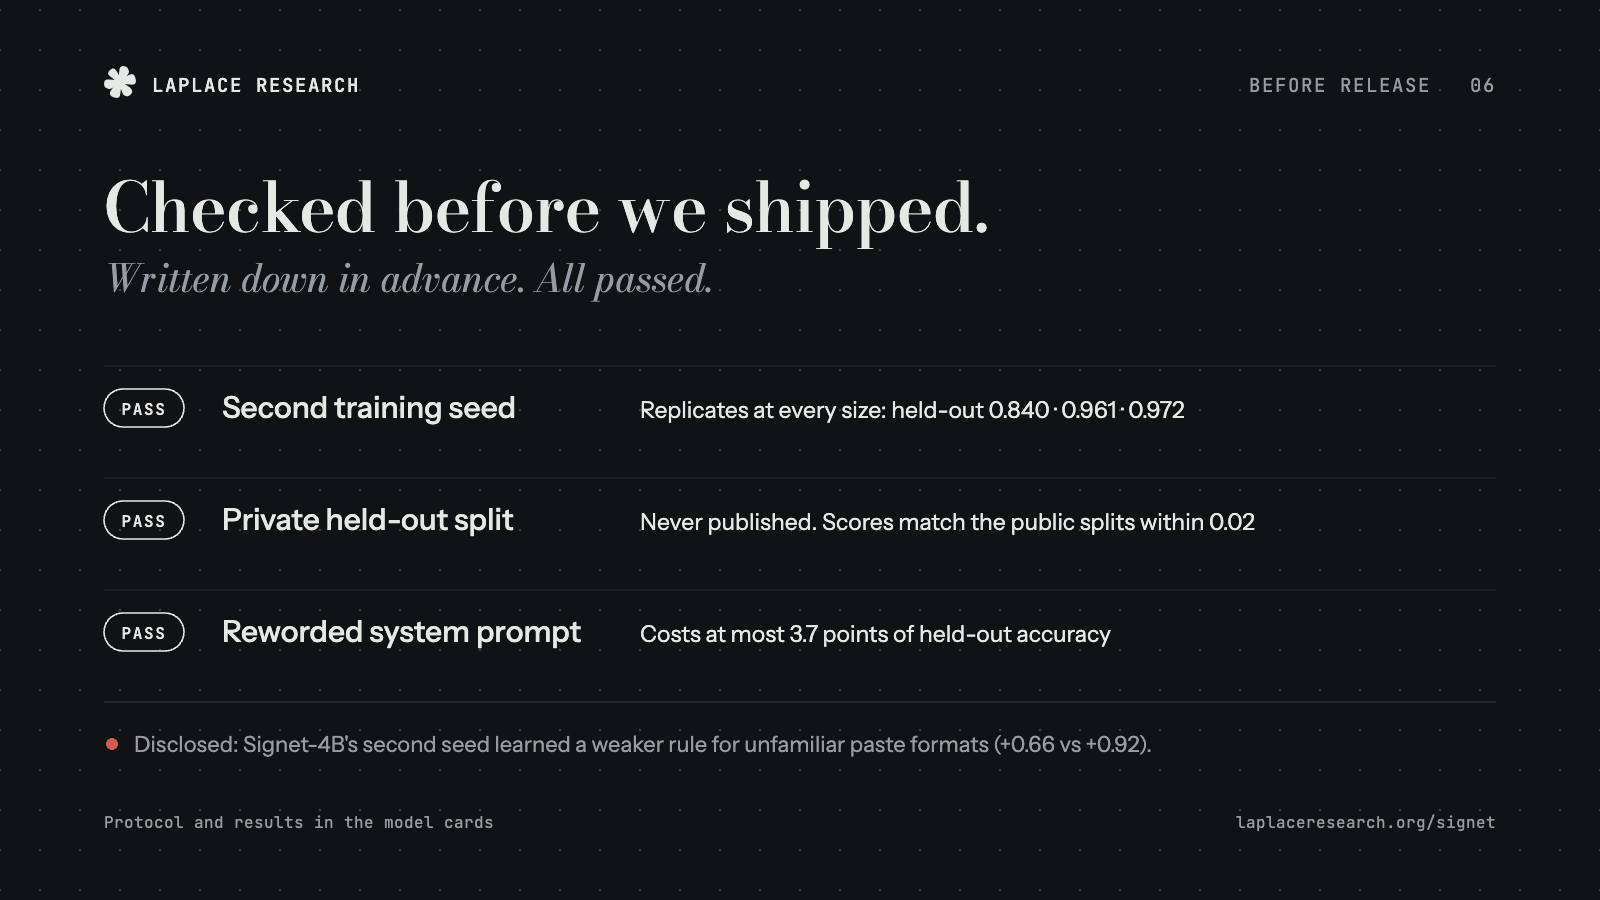 LAPLACE RESEARCH
BEFORE RELEASE 06
Checked before we shipped.
Written down in advance. All passed.
PASS Second training seed Replicates at every size: held-out 0.840 · 0.961 · 0.972
PASS Private held-out split Never published. Scores match the public splits within 0.02
PASS Reworded system prompt Costs at most 3.7 points of held-out accuracy
Disclosed: Signet-4B's second seed learned a weaker rule for unfamiliar paste formats (+0.66 vs +0.92).
Protocol and results in the model cards
laplaceresearch.org/signet